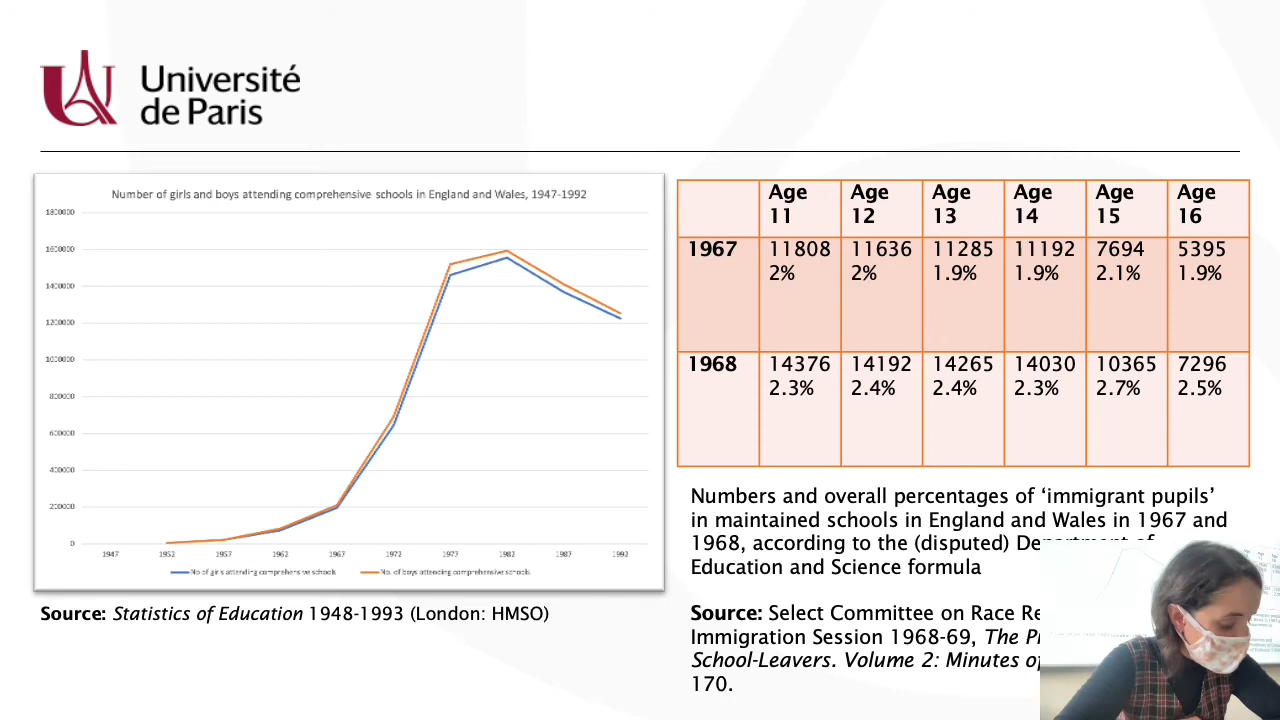 Université
de Paris
Number of girls and boys attending comprehensive schools in England and Wales, 1947-1992
1800000
1600000
1400000
1200000
1000000
800000
600000
400000
200000
0
1947 1952 1957 1962 1967 1972 1977 1982 1987 1992
No of girls attending comprehensive schools No. of boys attending comprehensive schools
Source: Statistics of Education 1948-1993 (London: HMSO)
Age 11 Age 12 Age 13 Age 14 Age 15 Age 16
1967 11808 11636 11285 11192 7694 5395
2% 2% 1.9% 1.9% 2.1% 1.9%
1968 14376 14192 14265 14030 10365 7296
2.3% 2.4% 2.4% 2.3% 2.7% 2.5%
Numbers and overall percentages of ‘immigrant pupils’
in maintained schools in England and Wales in 1967 and
1968, according to the (disputed) Department of
Education and Science formula
Source: Select Committee on Race
Immigration Session 1968-69, The
School-Leavers. Volume 2: Minutes
170.